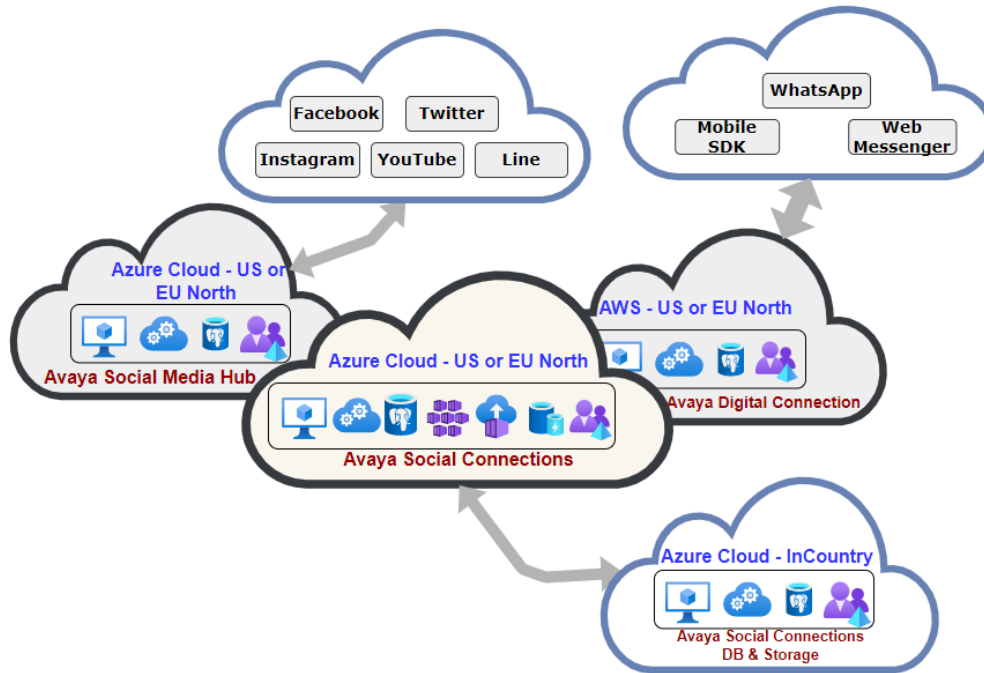 Facebook
Twitter
Instagram
YouTube
Line
WhatsApp
Mobile
SDK
Web
Messenger
Azure Cloud - US or
EU North
Avaya Social Media Hub
Azure Cloud - US or EU North
Avaya Social Connections
AWS - US or EU North
Avaya Digital Connection
Azure Cloud - InCountry
Avaya Social Connections
DB & Storage